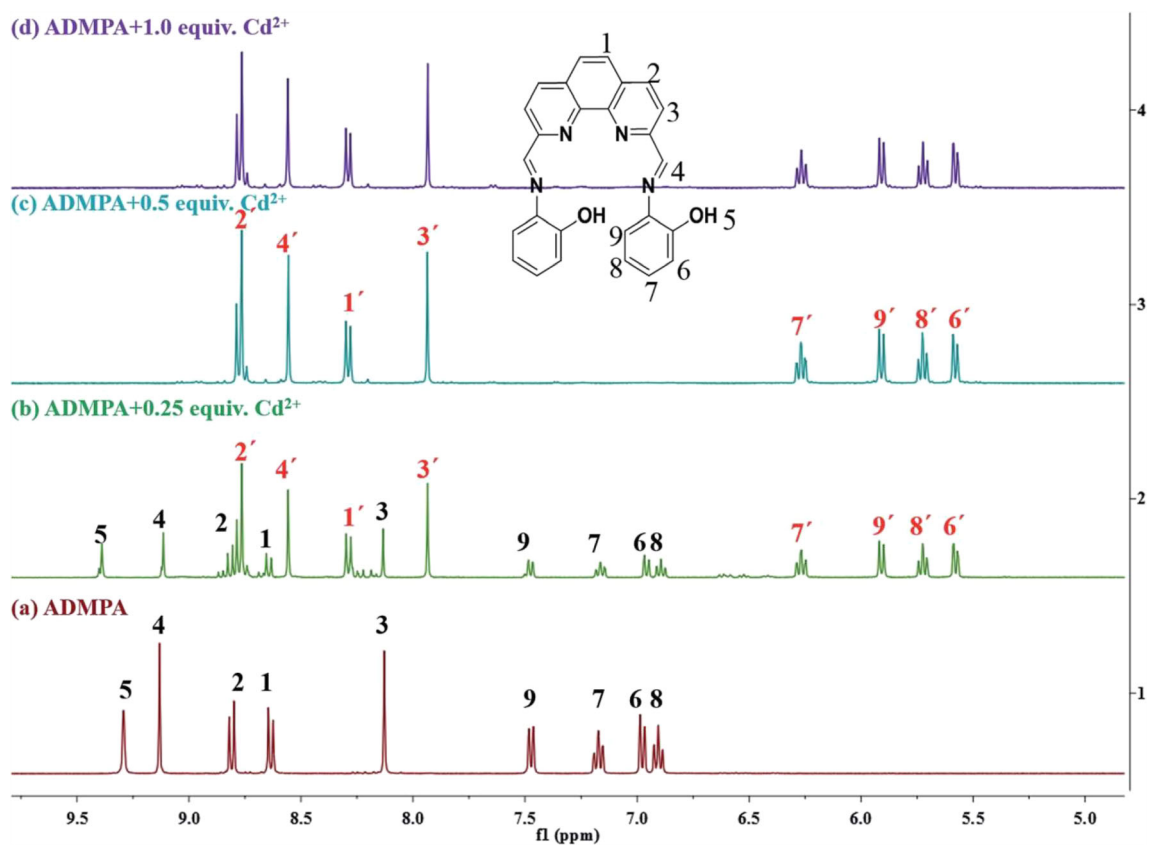 (d) ADMPA+1.0 equiv. Cd²⁺
1
2
3
N N
4
N N
OH OH 5
9
8 6
7
4
(c) ADMPA+0.5 equiv. Cd²⁺
2´ 4´ 1´ 3´ 7´ 9´ 8´ 6´
3
(b) ADMPA+0.25 equiv. Cd²⁺
5 4 2 2´ 1 4´ 1´ 3 3´ 9 7 6 8 7´ 9´ 8´ 6´
2
(a) ADMPA
5 4 2 1 3 9 7 6 8
1
9.5 9.0 8.5 8.0 7.5 7.0 6.5 6.0 5.5 5.0
f1 (ppm)